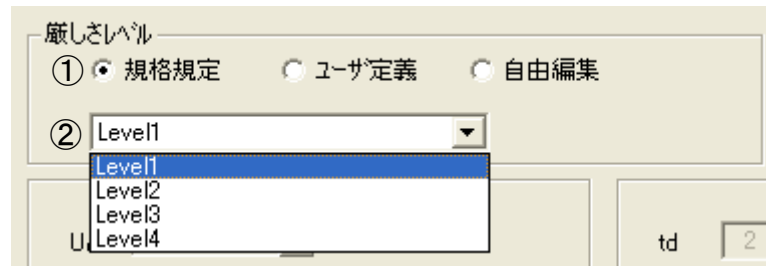 厳しさレベル
① 規格規定 ユーザ定義 自由編集
② Level1
Level1
Level2
Level3
Level4
td 2